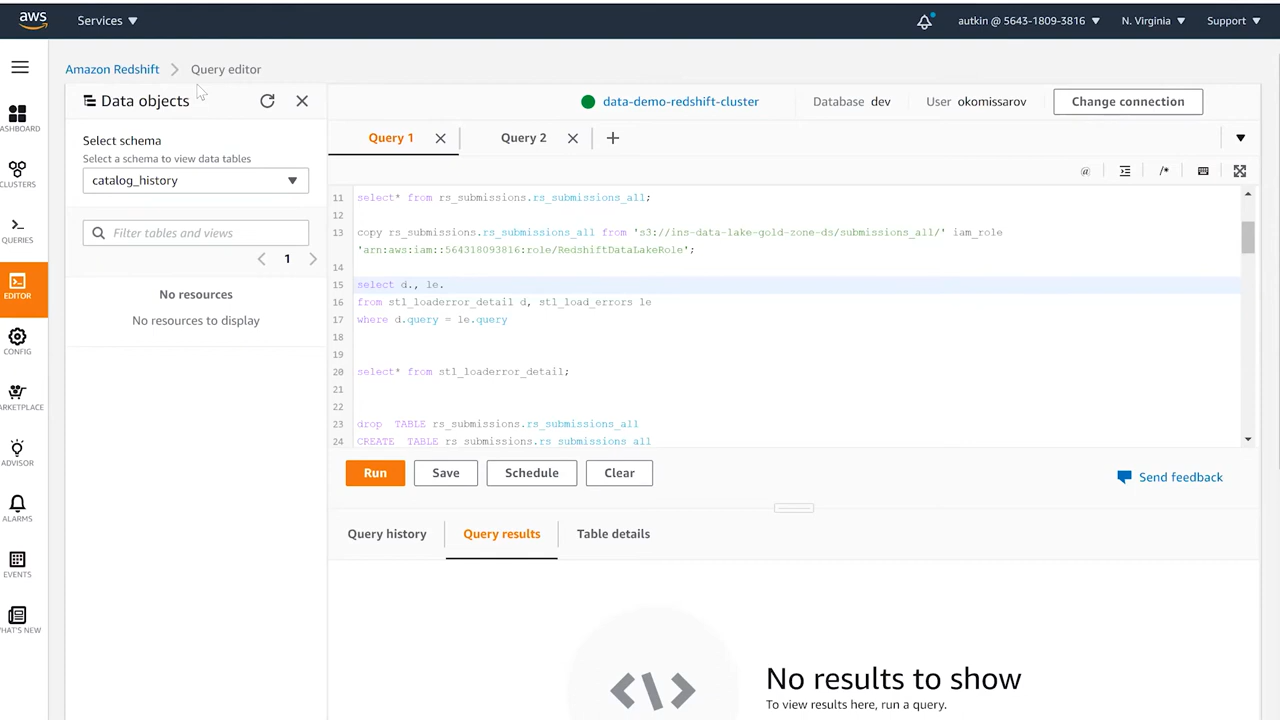 aws
Services
autkin @ 5643-1809-3816
N. Virginia
Support
Amazon Redshift
Query editor
ASHBOARD
CLUSTERS
QUERIES
EDITOR
CONFIG
ARKETPLACE
ADVISOR
ALARMS
EVENTS
HAT'S NEW
Data objects
Select schema
Select a schema to view data tables
catalog_history
Filter tables and views
1
No resources
No resources to display
data-demo-redshift-cluster
Database dev
User okomissarov
Change connection
Query 1
Query 2
@
/*
11 select* from rs_submissions.rs_submissions_all;
12
13 copy rs_submissions.rs_submissions_all from 's3://ins-data-lake-gold-zone-ds/submissions_all/' iam_role
'arn:aws:iam::564318093816:role/RedshiftDataLakeRole';
14
15 select d., le.
16 from stl_loaderror_detail d, stl_load_errors le
17 where d.query = le.query
18
19
20 select* from stl_loaderror_detail;
21
22
23 drop TABLE rs_submissions.rs_submissions_all
24 CREATE TABLE rs_submissions.rs_submissions_all
Run
Save
Schedule
Clear
Send feedback
Query history
Query results
Table details
No results to show
To view results here, run a query.